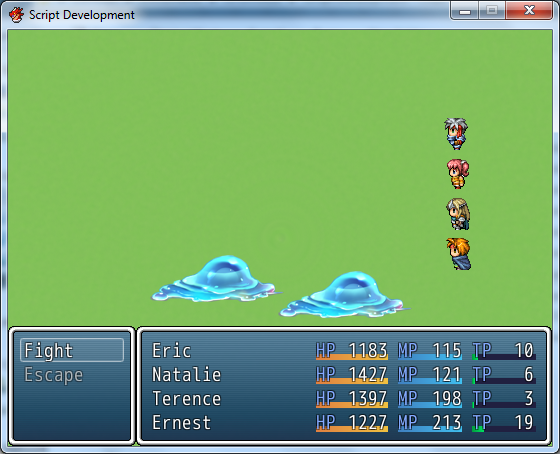 Script Development
Fight
Escape
Eric HP 1183 MP 115 TP 10
Natalie HP 1427 MP 121 TP 6
Terence HP 1397 MP 198 TP 3
Ernest HP 1227 MP 213 TP 19